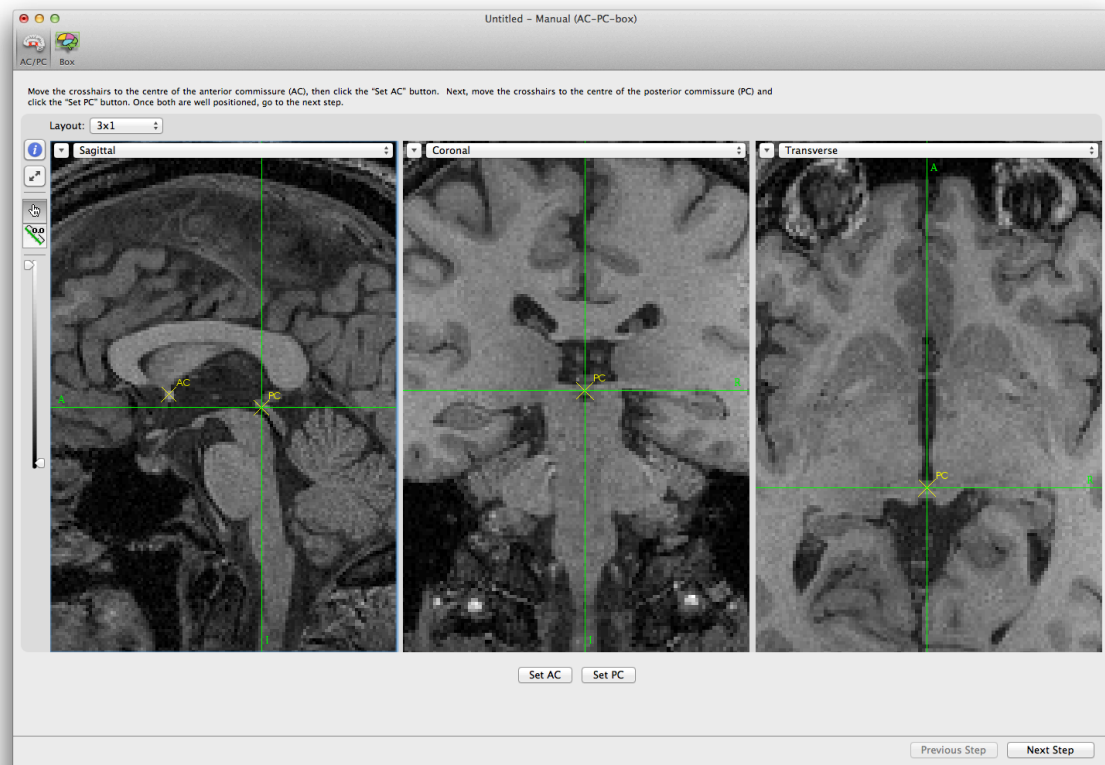 Untitled – Manual (AC-PC-box)
AC/PC
Box
Move the crosshairs to the centre of the anterior commissure (AC), then click the “Set AC” button. Next, move the crosshairs to the centre of the posterior commissure (PC) and
click the “Set PC” button. Once both are well positioned, go to the next step.
Layout: 3x1
Sagittal
Coronal
Transverse
A
AC
PC
A
PC
PC
I
I
Set AC
Set PC
Previous Step
Next Step